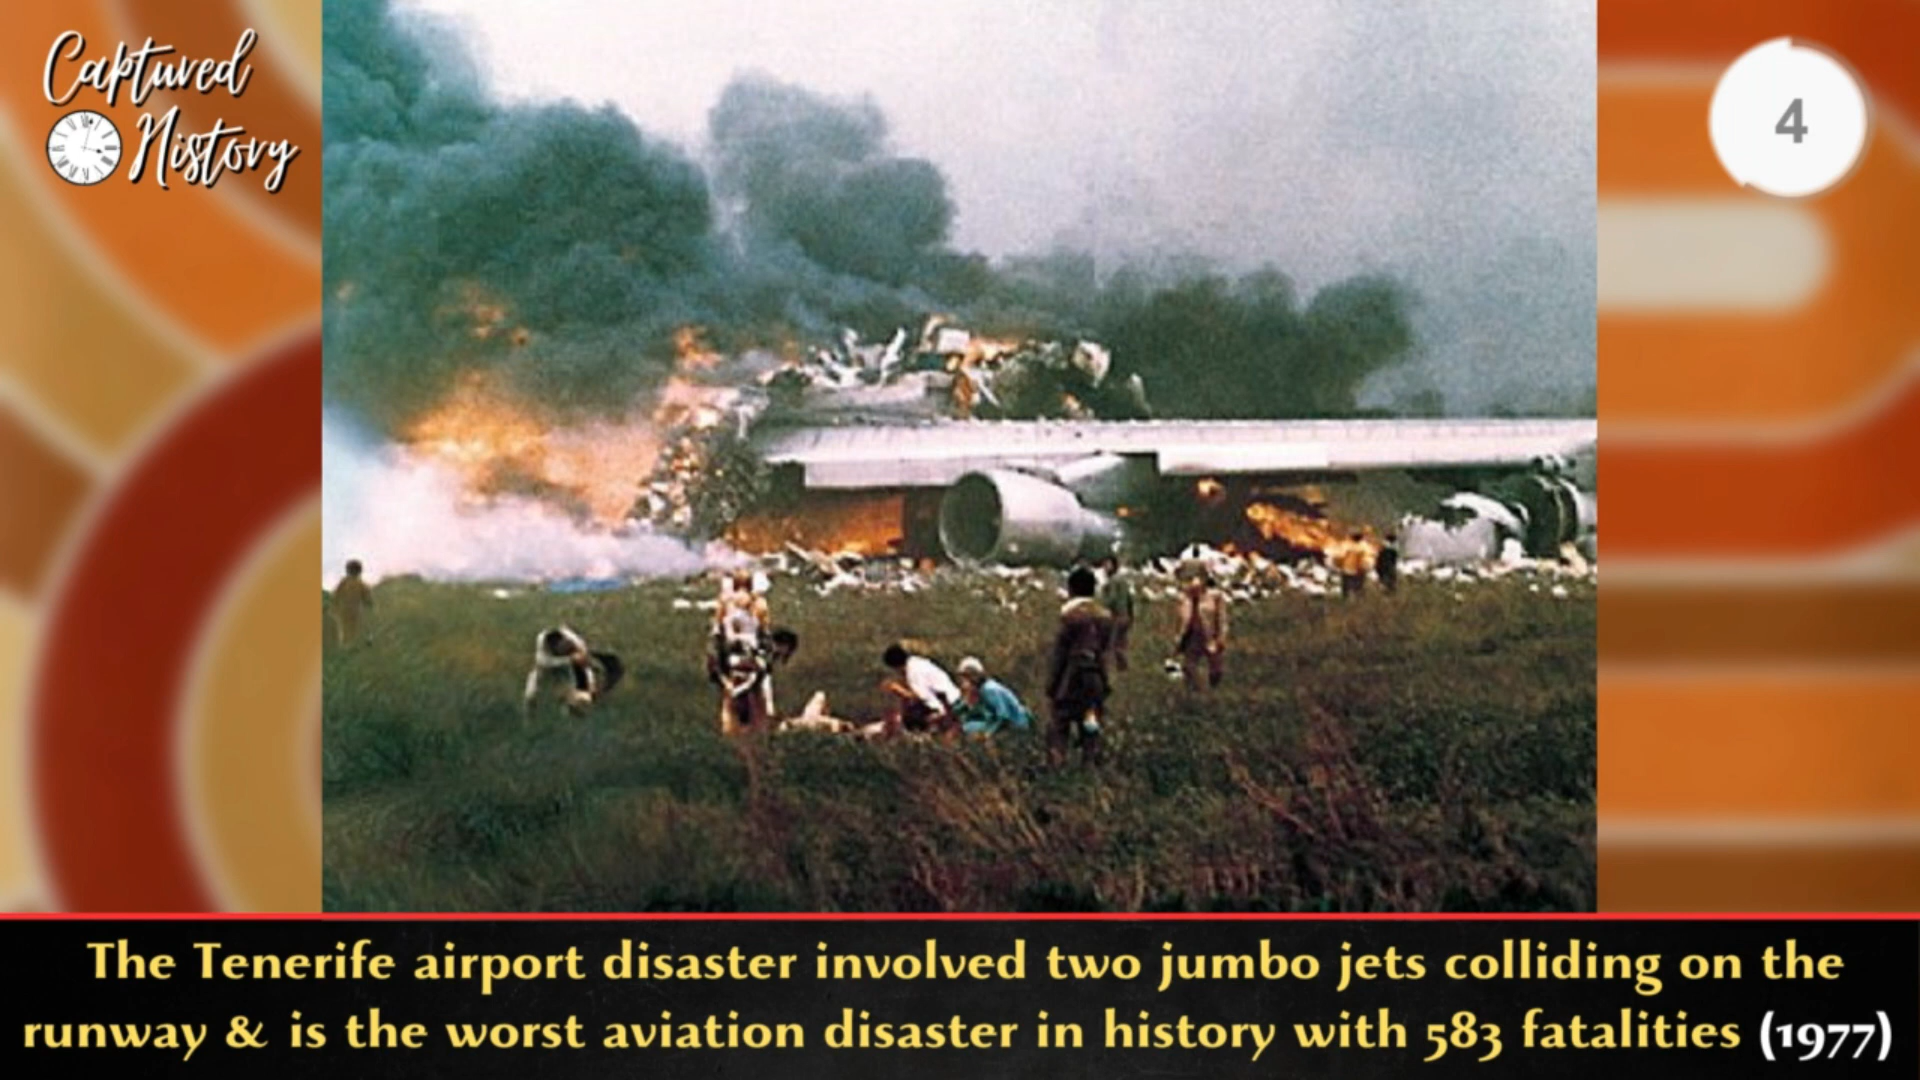 Captured
History
4
The Tenerife airport disaster involved two jumbo jets colliding on the
runway & is the worst aviation disaster in history with 583 fatalities (1977)